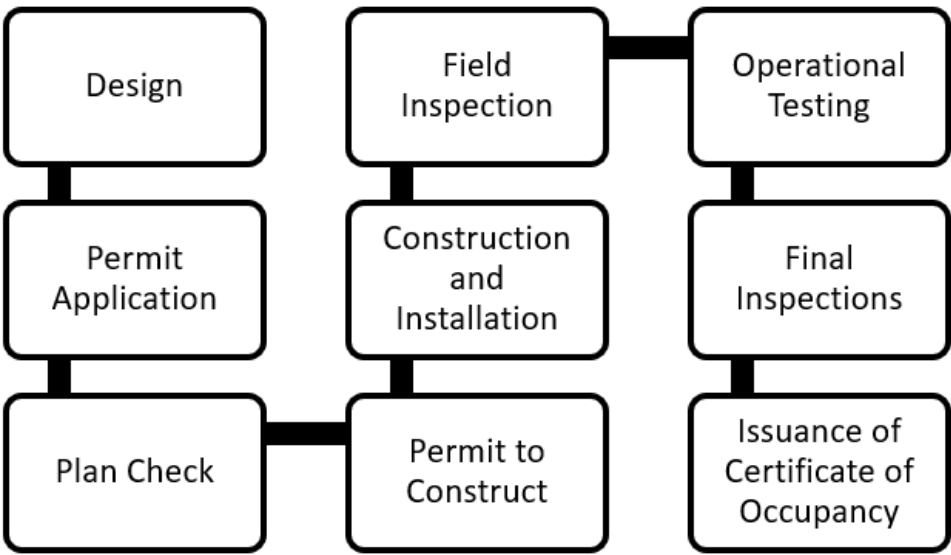 Design
Permit
Application
Plan Check
Permit to
Construct
Construction
and
Installation
Field
Inspection
Operational
Testing
Final
Inspections
Issuance of
Certificate of
Occupancy